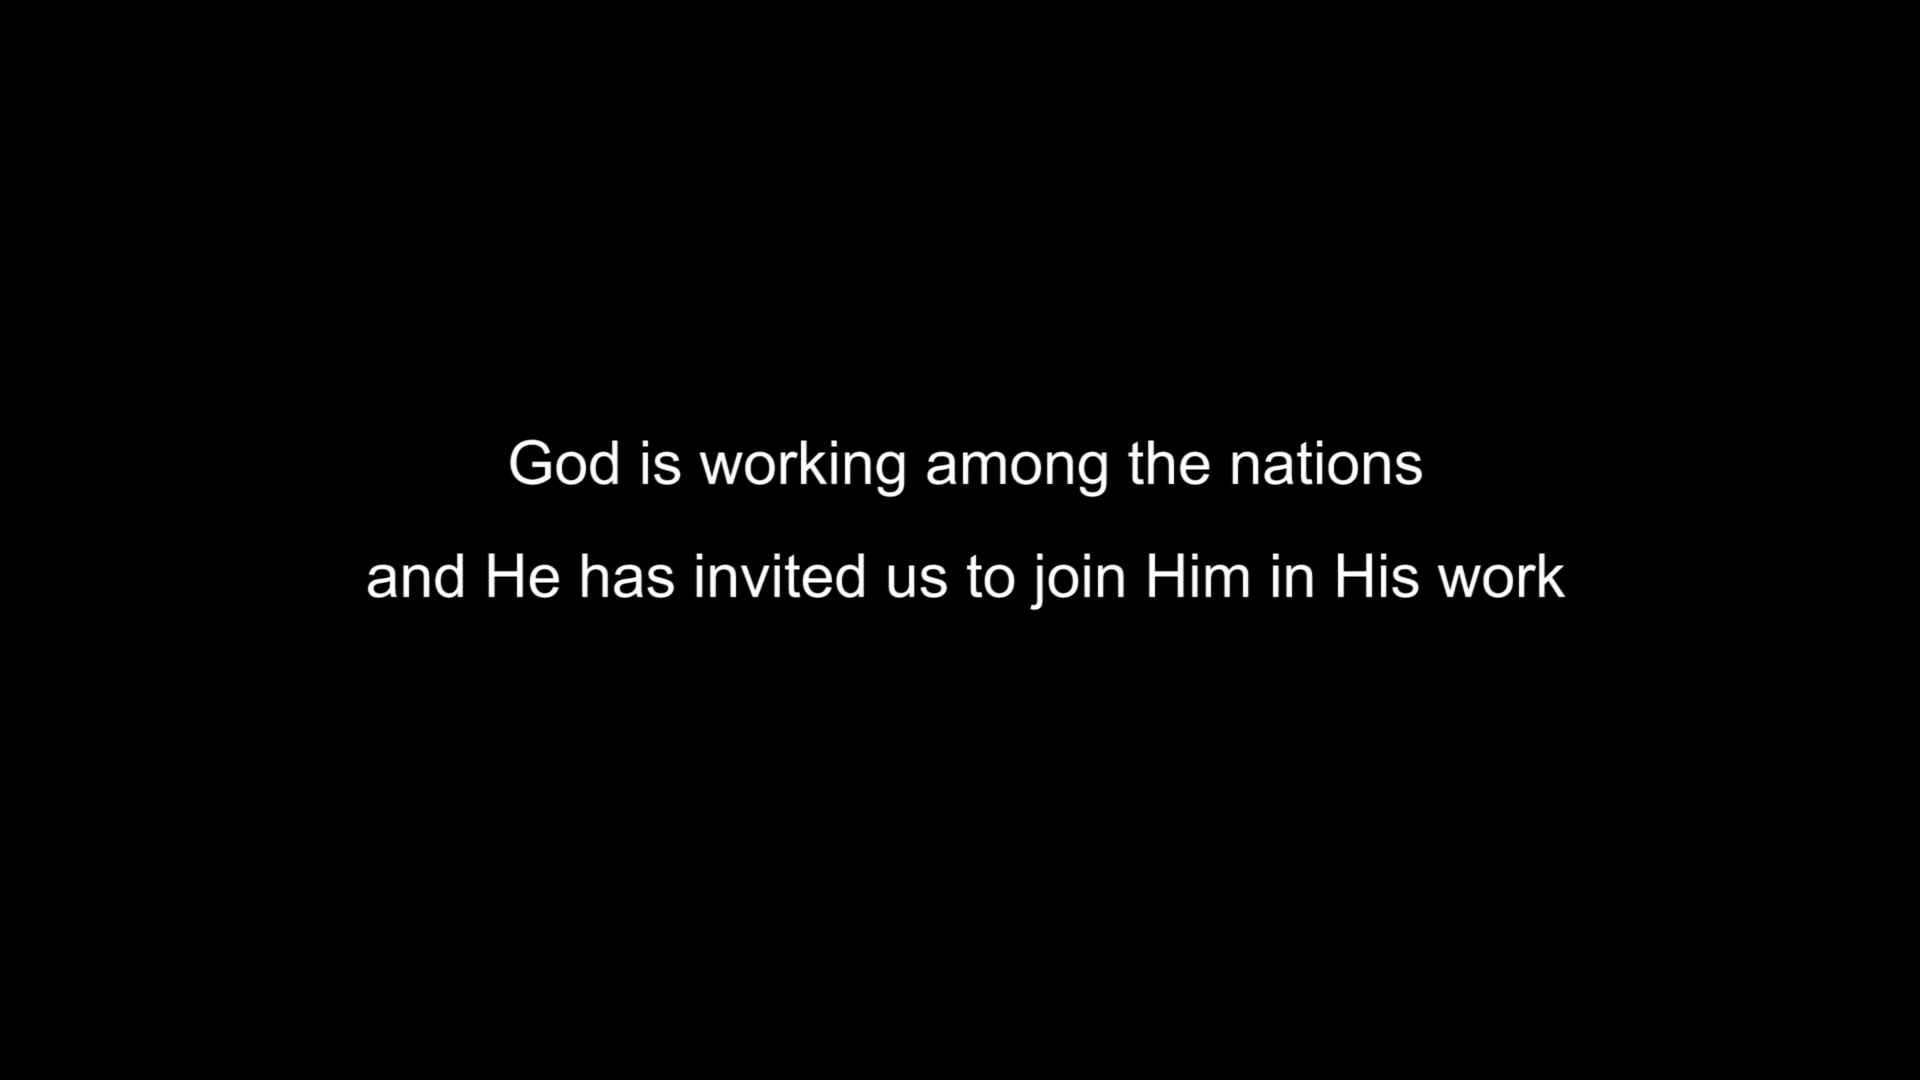 God is working among the nations
and He has invited us to join Him in His work